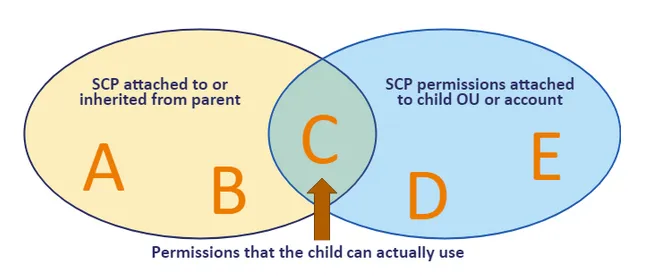 SCP attached to or
inherited from parent
SCP permissions attached
to child OU or account
A
B
C
D
E
Permissions that the child can actually use